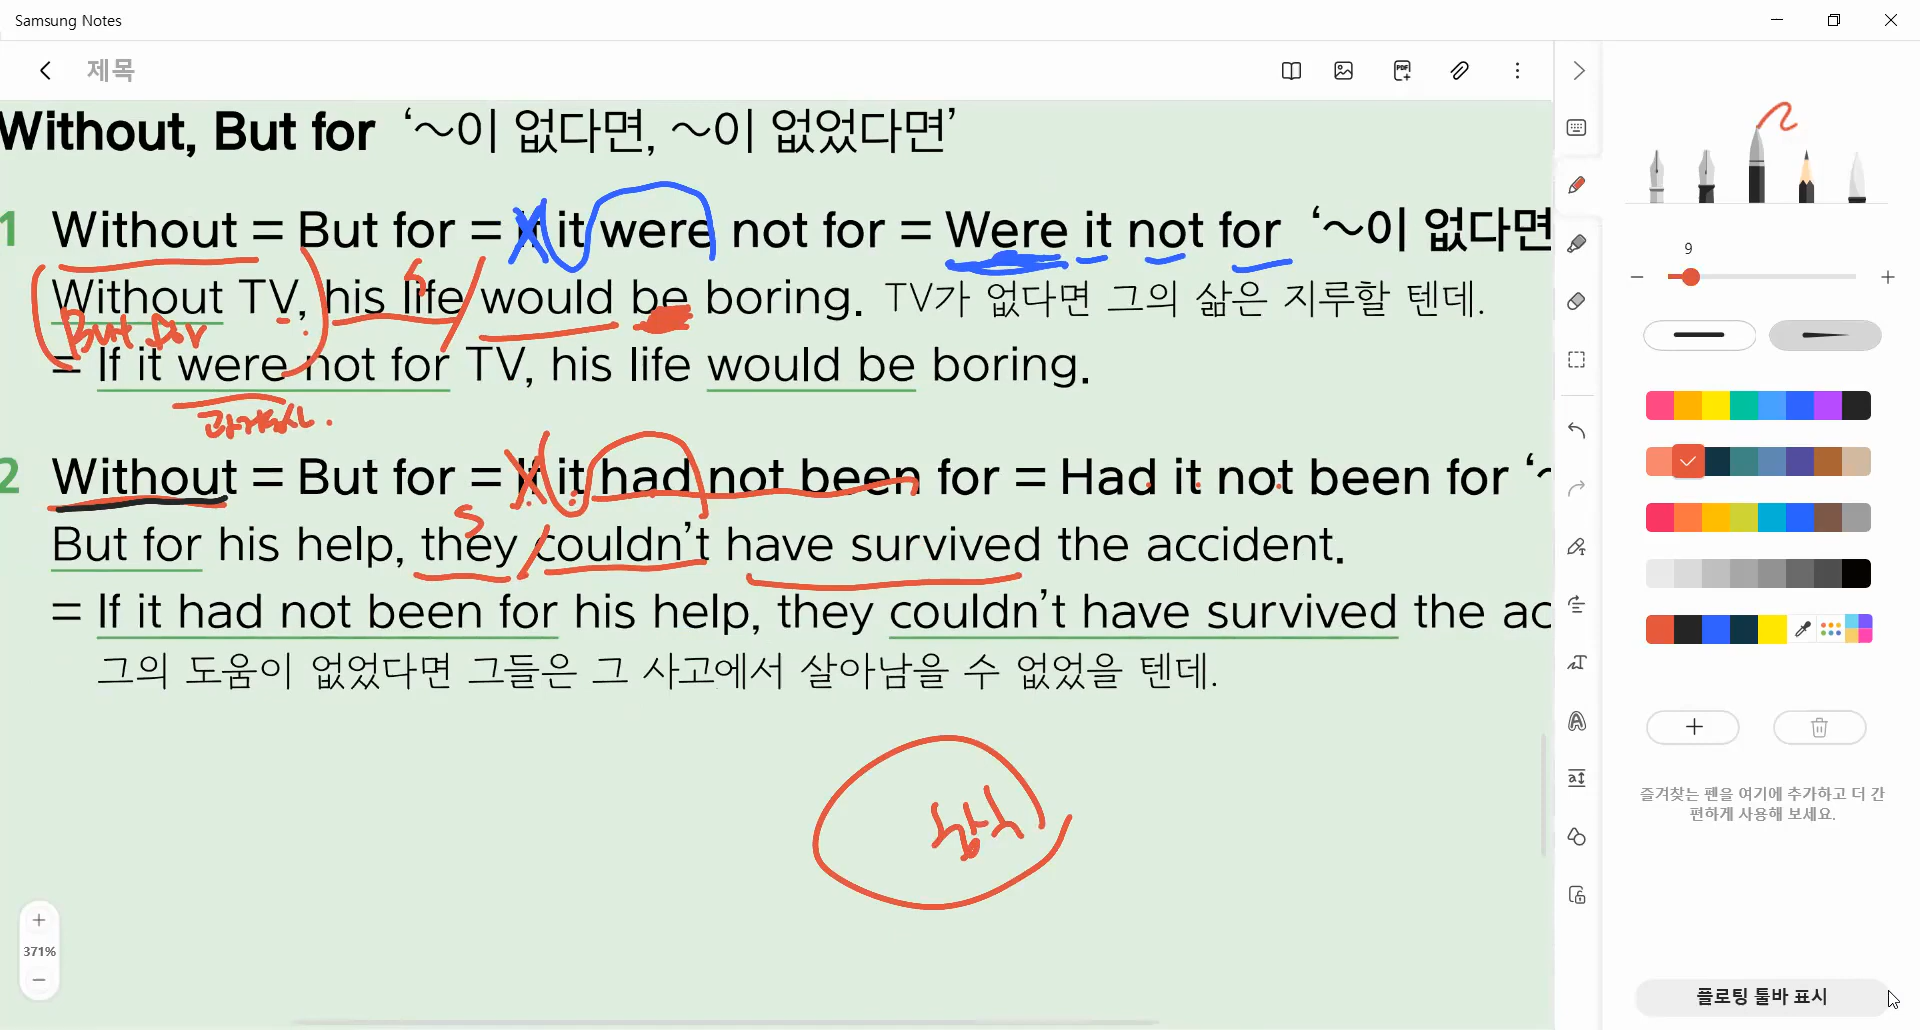 Samsung Notes
제목
Without, But for ‘～이 없다면, ～이 없었다면’
1 Without = But for = If it were not for = Were it not for ‘～이 없다면
Without TV, his life would be boring. TV가 없다면 그의 삶은 지루할 텐데.
S
But for
= If it were not for TV, his life would be boring.
2 Without = But for = If it had not been for = Had it not been for ‘～
S
But for his help, they couldn’t have survived the accident.
= If it had not been for his help, they couldn’t have survived the ac
그의 도움이 없었다면 그들은 그 사고에서 살아남을 수 없었을 텐데.
371%
9
즐겨찾는 펜을 여기에 추가하고 더 간
편하게 사용해 보세요.
플로팅 툴바 표시